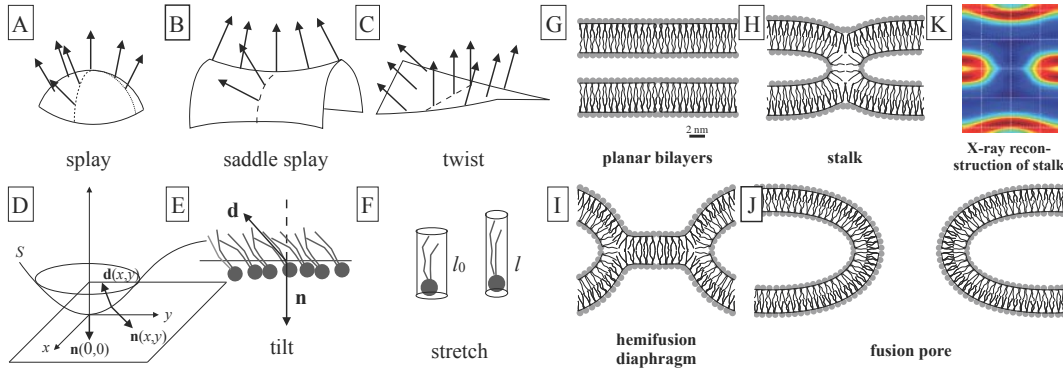 A
B
C
G
H
K
splay
saddle splay
twist
2 nm
planar bilayers
stalk
X-ray recon-
struction of stalk
D
E
F
I
J
S
d(x,y)
y
x
n(x,y)
n(0,0)
d
n
tilt
l0
l
stretch
hemifusion
diaphragm
fusion pore